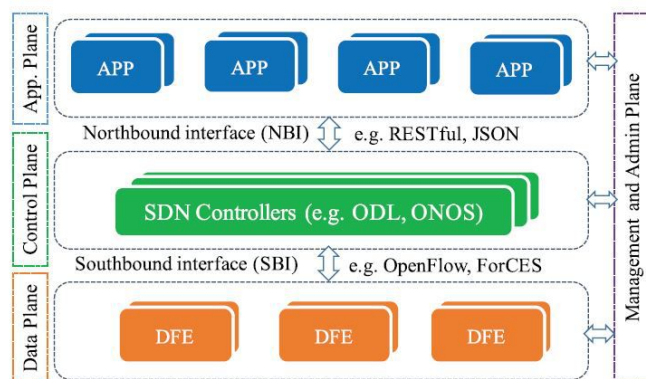 App. Plane
APP
APP
APP
APP
Northbound interface (NBI)
e.g. RESTful, JSON
Control Plane
SDN Controllers (e.g. ODL, ONOS)
Southbound interface (SBI)
e.g. OpenFlow, ForCES
Data Plane
DFE
DFE
DFE
Management and Admin Plane